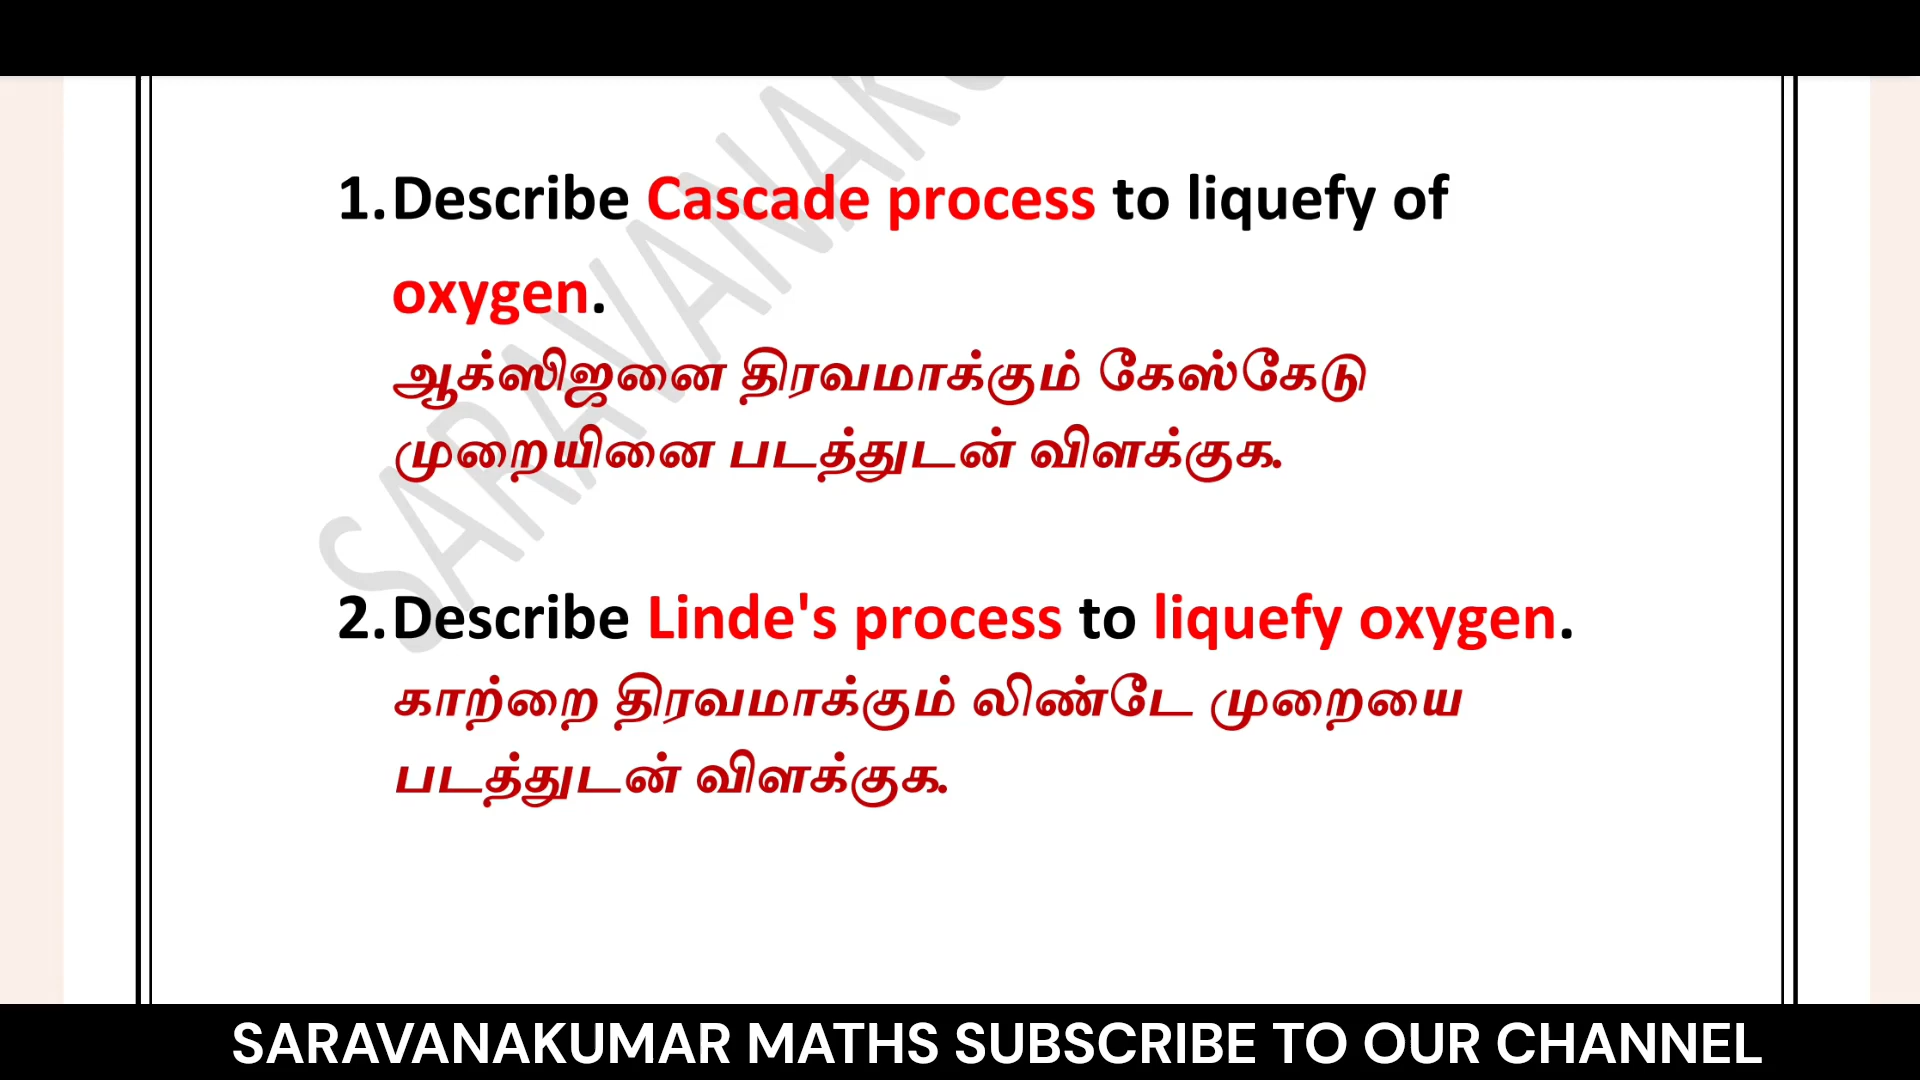 1. Describe Cascade process to liquefy of
oxygen.
ஆக்ஸிஜனை திரவமாக்கும் கேஸ்கேடு
முறையினை படத்துடன் விளக்குக.
2. Describe Linde's process to liquefy oxygen.
காற்றை திரவமாக்கும் லிண்டே முறையை
படத்துடன் விளக்குக.
SARAVANAKUMAR MATHS SUBSCRIBE TO OUR CHANNEL